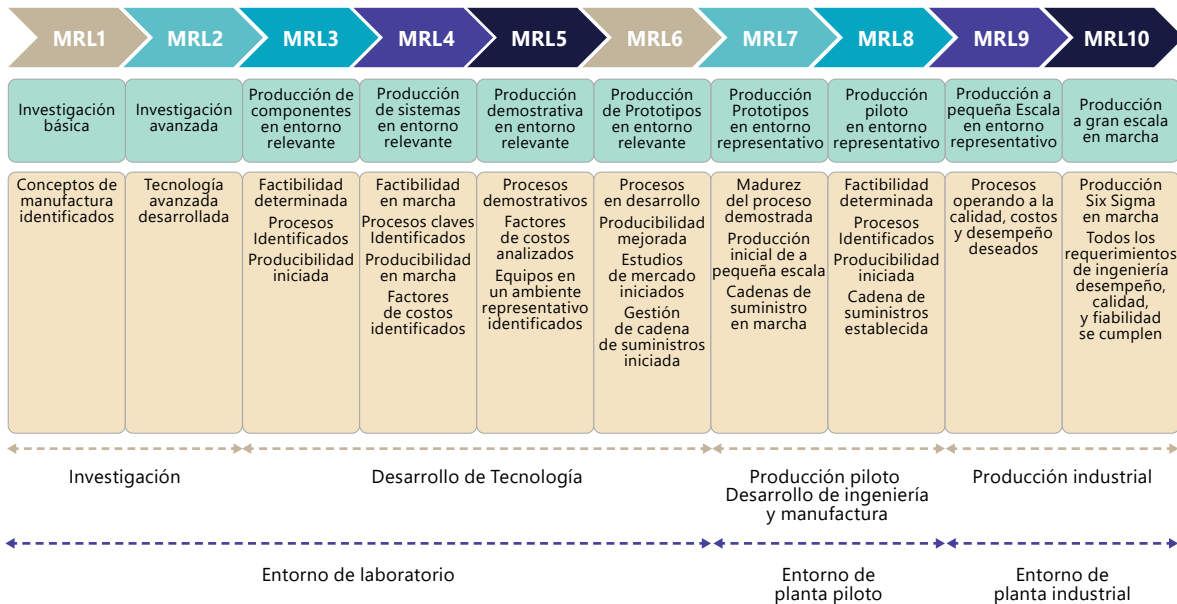 MRL1
MRL2
MRL3
MRL4
MRL5
MRL6
MRL7
MRL8
MRL9
MRL10
Investigación
básica
Investigación
avanzada
Producción de
componentes
en entorno
relevante
Producción
de sistemas
en entorno
relevante
Producción
demostrativa
en entorno
relevante
Producción
de Prototipos
en entorno
relevante
Producción
Prototipos
en entorno
representativo
Producción
piloto
en entorno
representativo
Producción a
pequeña Escala
en entorno
representativo
Producción
a gran escala
en marcha
Conceptos de
manufactura
identificados
Tecnología
avanzada
desarrollada
Factibilidad
determinada
Procesos
Identificados
Producibilidad
iniciada
Factibilidad
en marcha
Procesos claves
Identificados
Producibilidad
en marcha
Factores
de costos
identificados
Procesos
demostrativos
Factores
de costos
analizados
Equipos en
un ambiente
representativo
identificados
Procesos
en desarrollo
Producibilidad
mejorada
Estudios
de mercado
iniciados
Gestión
de cadena
de suministros
iniciada
Madurez
del proceso
demostrada
Producción
inicial de a
pequeña escala
Cadenas de
suministro
en marcha
Factibilidad
determinada
Procesos
Identificados
Producibilidad
iniciada
Cadena de
suministros
establecida
Procesos
operando a la
calidad, costos
y desempeño
deseados
Producción
Six Sigma
en marcha
Todos los
requerimientos
de ingeniería
desempeño,
calidad,
y fiabilidad
se cumplen
Investigación
Desarrollo de Tecnología
Producción piloto
Desarrollo de ingeniería
y manufactura
Producción industrial
Entorno de laboratorio
Entorno de
planta piloto
Entorno de
planta industrial